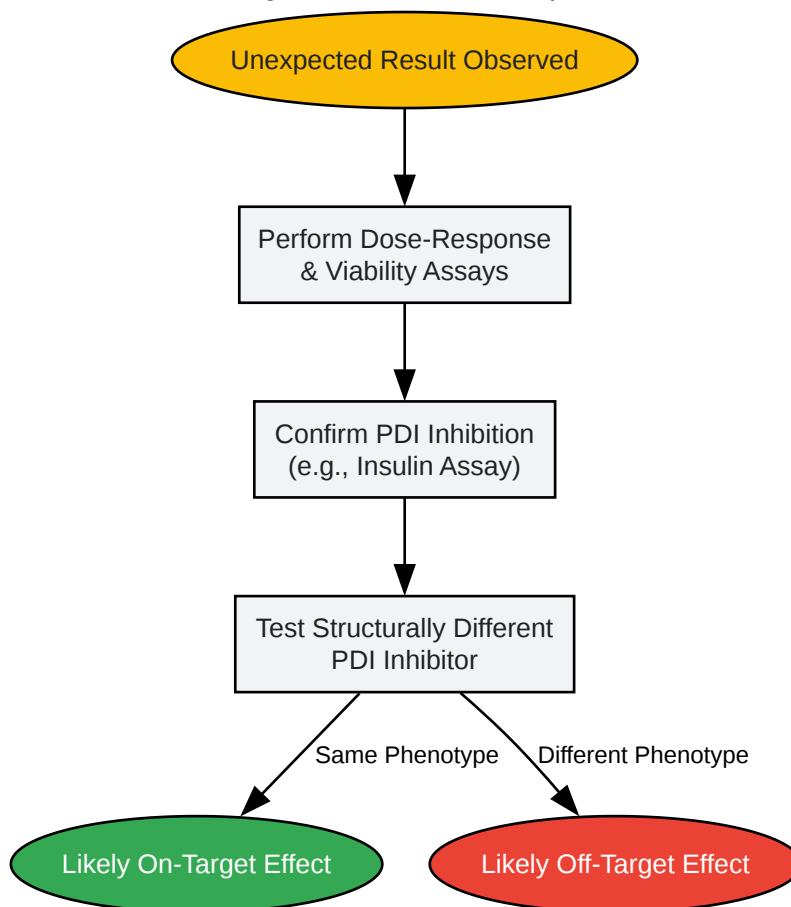 Unexpected Result Observed
Perform Dose-Response
& Viability Assays
Confirm PDI Inhibition
(e.g., Insulin Assay)
Test Structurally Different
PDI Inhibitor
Same Phenotype
Different Phenotype
Likely On-Target Effect
Likely Off-Target Effect